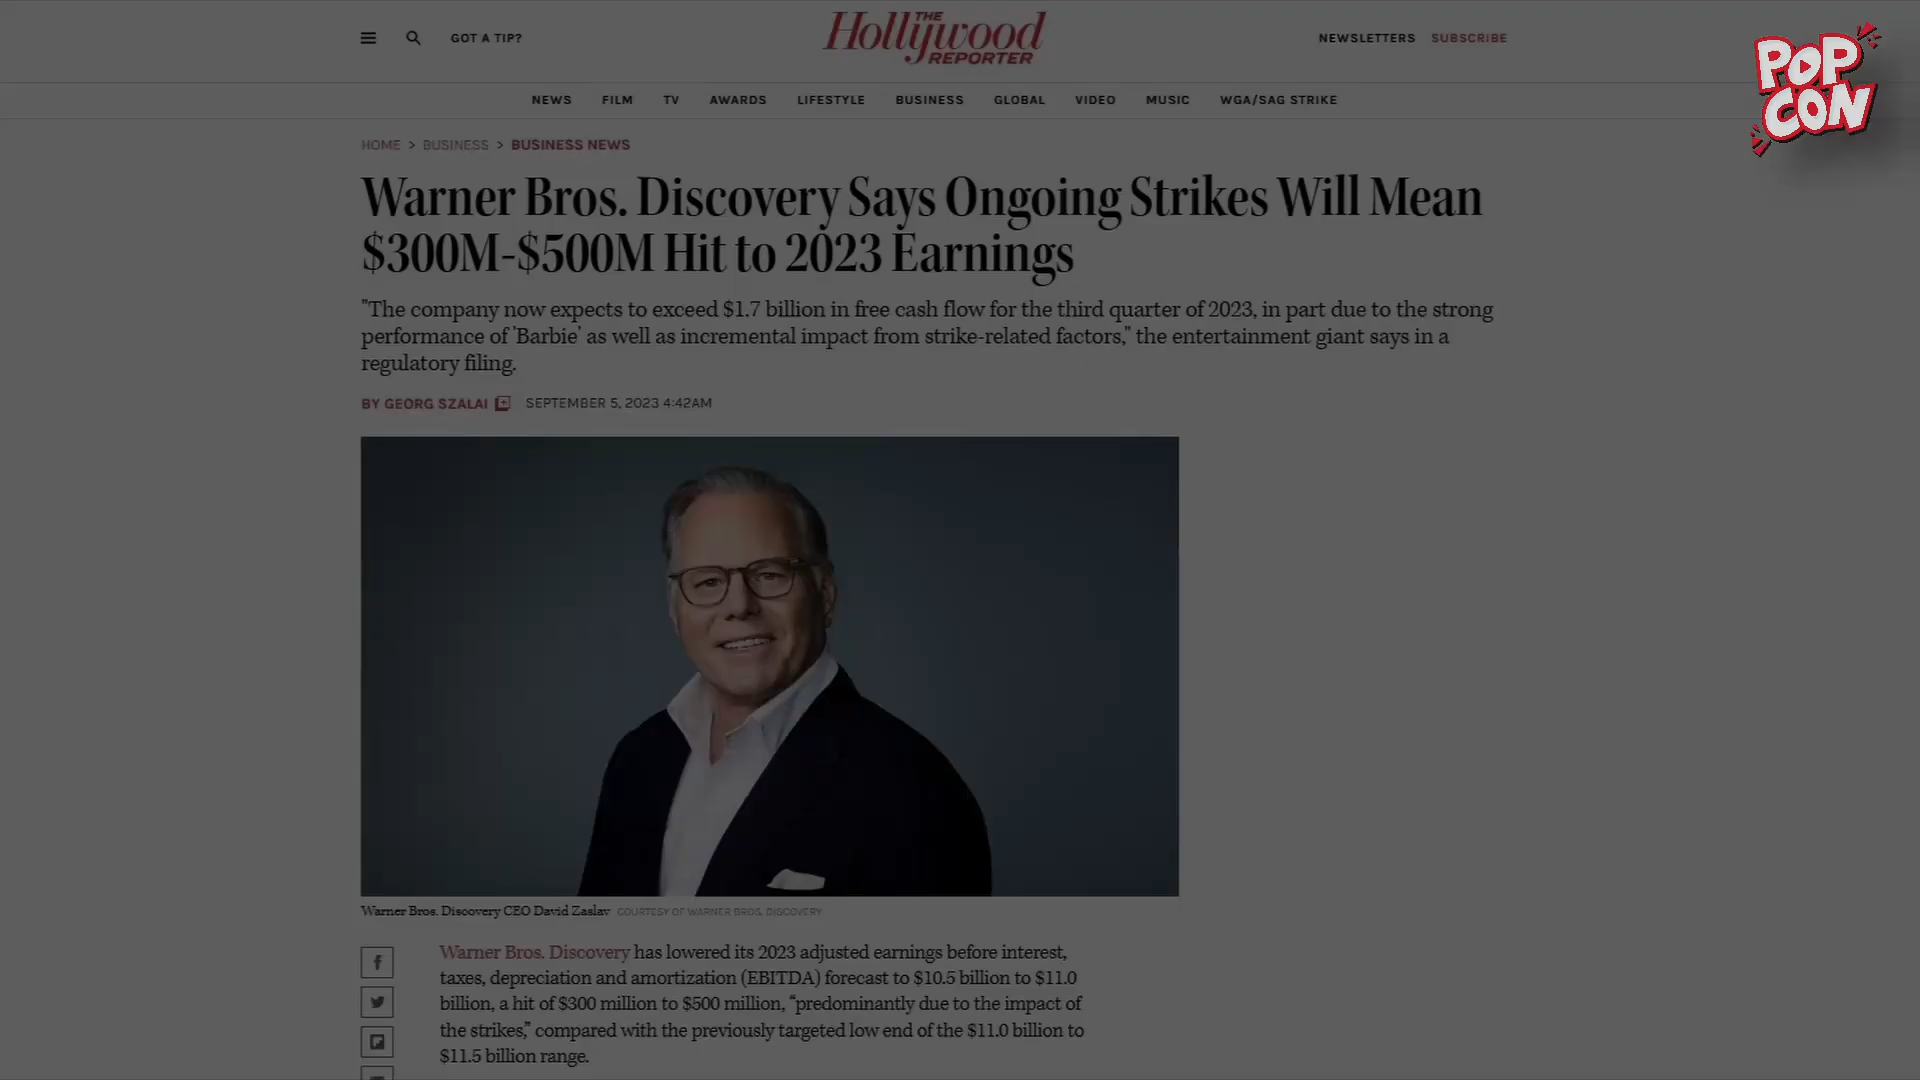 GOT A TIP?
THE
Hollywood
REPORTER
NEWSLETTERS SUBSCRIBE
POP
CON
NEWS FILM TV AWARDS LIFESTYLE BUSINESS GLOBAL VIDEO MUSIC WGA/SAG STRIKE
HOME > BUSINESS > BUSINESS NEWS
Warner Bros. Discovery Says Ongoing Strikes Will Mean
$300M-$500M Hit to 2023 Earnings
"The company now expects to exceed $1.7 billion in free cash flow for the third quarter of 2023, in part due to the strong
performance of 'Barbie' as well as incremental impact from strike-related factors," the entertainment giant says in a
regulatory filing.
BY GEORG SZALAI SEPTEMBER 5, 2023 4:42AM
Warner Bros. Discovery CEO David Zaslav COURTESY OF WARNER BROS. DISCOVERY
Warner Bros. Discovery has lowered its 2023 adjusted earnings before interest,
taxes, depreciation and amortization (EBITDA) forecast to $10.5 billion to $11.0
billion, a hit of $300 million to $500 million, “predominantly due to the impact of
the strikes,” compared with the previously targeted low end of the $11.0 billion to
$11.5 billion range.